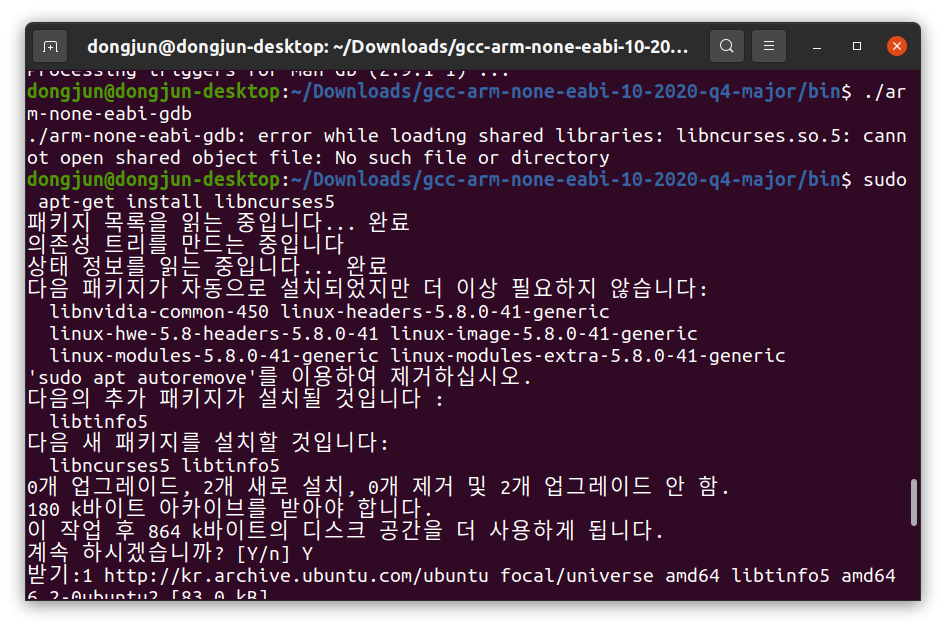 dongjun@dongjun-desktop: ~/Downloads/gcc-arm-none-eabi-10-20...
Processing triggers for man-db (2.9.1-1) ...
dongjun@dongjun-desktop:~/Downloads/gcc-arm-none-eabi-10-2020-q4-major/bin$ ./ar
m-none-eabi-gdb
./arm-none-eabi-gdb: error while loading shared libraries: libncurses.so.5: cann
ot open shared object file: No such file or directory
dongjun@dongjun-desktop:~/Downloads/gcc-arm-none-eabi-10-2020-q4-major/bin$ sudo
 apt-get install libncurses5
패키지 목록을 읽는 중입니다... 완료
의존성 트리를 만드는 중입니다
상태 정보를 읽는 중입니다... 완료
다음 패키지가 자동으로 설치되었지만 더 이상 필요하지 않습니다:
  libnvidia-common-450 linux-headers-5.8.0-41-generic
  linux-hwe-5.8-headers-5.8.0-41 linux-image-5.8.0-41-generic
  linux-modules-5.8.0-41-generic linux-modules-extra-5.8.0-41-generic
'sudo apt autoremove'를 이용하여 제거하십시오.
다음의 추가 패키지가 설치될 것입니다 :
  libtinfo5
다음 새 패키지를 설치할 것입니다:
  libncurses5 libtinfo5
0개 업그레이드, 2개 새로 설치, 0개 제거 및 2개 업그레이드 안 함.
180 k바이트 아카이브를 받아야 합니다.
이 작업 후 864 k바이트의 디스크 공간을 더 사용하게 됩니다.
계속 하시겠습니까? [Y/n] Y
받기:1 http://kr.archive.ubuntu.com/ubuntu focal/universe amd64 libtinfo5 amd64
6.2-0ubuntu2 [83.0 kB]